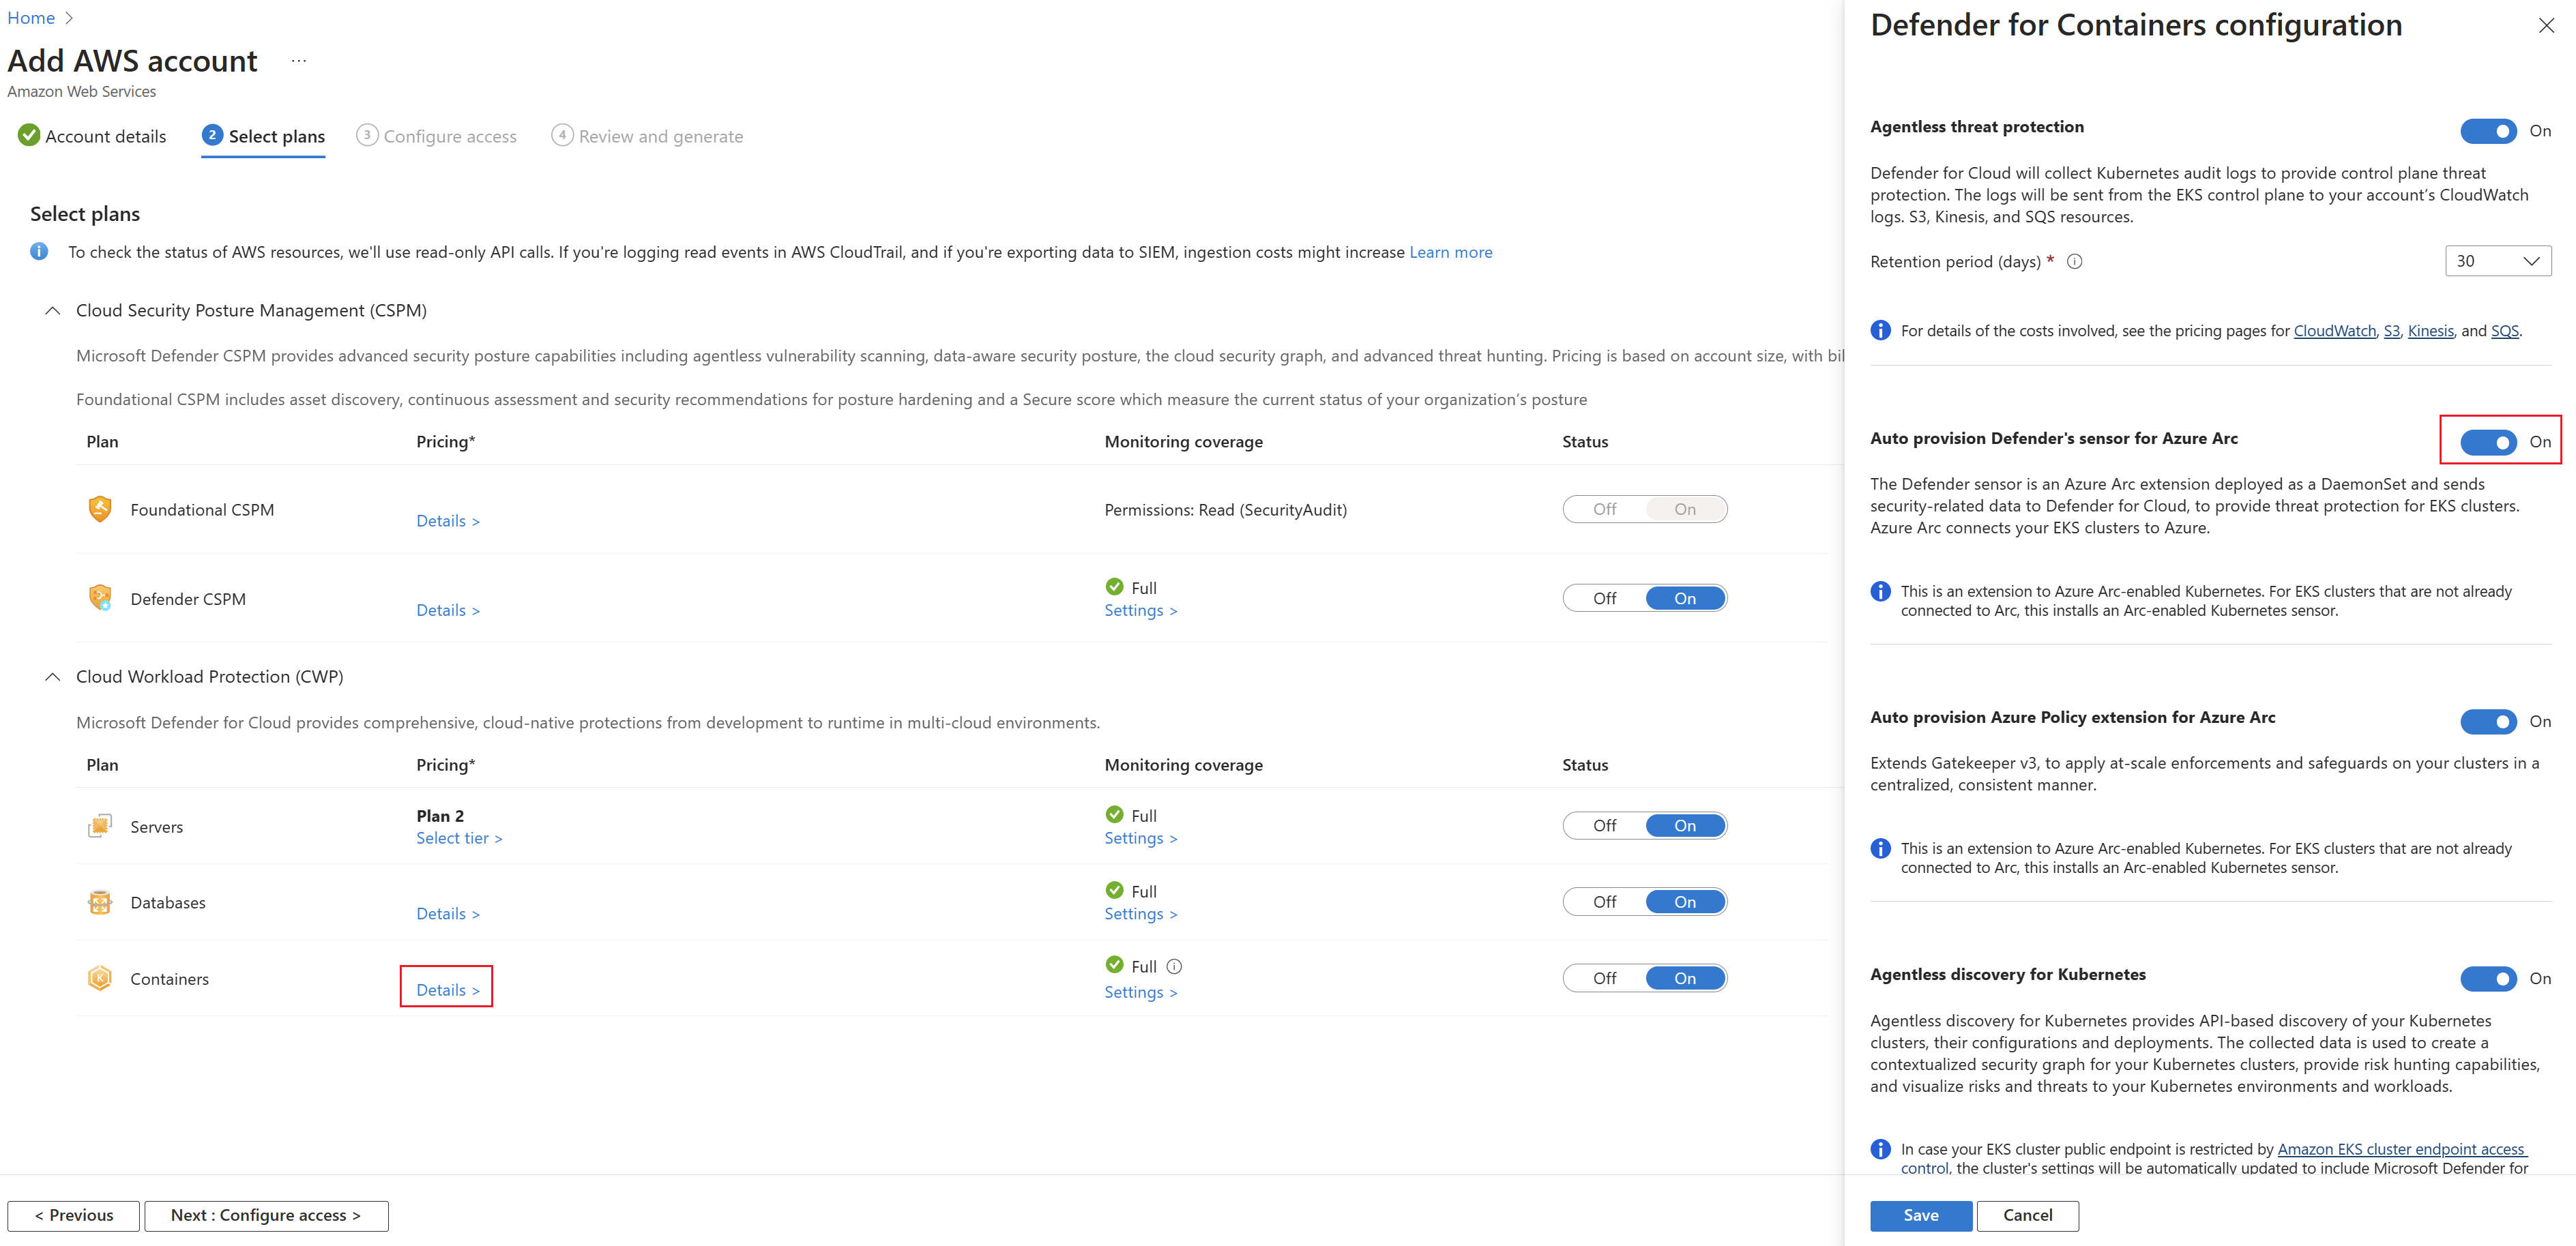 Home
Add AWS account ...
Amazon Web Services
Account details
2 Select plans
3 Configure access
4 Review and generate
Select plans
To check the status of AWS resources, we'll use read-only API calls. If you're logging read events in AWS CloudTrail, and if you're exporting data to SIEM, ingestion costs might increase Learn more
Cloud Security Posture Management (CSPM)
Microsoft Defender CSPM provides advanced security posture capabilities including agentless vulnerability scanning, data-aware security posture, the cloud security graph, and advanced threat hunting. Pricing is based on account size, with bil
Foundational CSPM includes asset discovery, continuous assessment and security recommendations for posture hardening and a Secure score which measure the current status of your organization's posture
Plan Pricing* Monitoring coverage Status
Foundational CSPM Details > Permissions: Read (SecurityAudit) Off On
Defender CSPM Details > Full Off On
Settings >
Cloud Workload Protection (CWP)
Microsoft Defender for Cloud provides comprehensive, cloud-native protections from development to runtime in multi-cloud environments.
Plan Pricing* Monitoring coverage Status
Servers Plan 2 Full Off On
Select tier > Settings >
Databases Details > Full Off On
Settings >
Containers Details > Full Off On
Settings >
< Previous
Next : Configure access >
Defender for Containers configuration
Agentless threat protection On
Defender for Cloud will collect Kubernetes audit logs to provide control plane threat
protection. The logs will be sent from the EKS control plane to your account's CloudWatch
logs. S3, Kinesis, and SQS resources.
Retention period (days) * 30
For details of the costs involved, see the pricing pages for CloudWatch, S3, Kinesis, and SQS.
Auto provision Defender's sensor for Azure Arc On
The Defender sensor is an Azure Arc extension deployed as a DaemonSet and sends
security-related data to Defender for Cloud, to provide threat protection for EKS clusters.
Azure Arc connects your EKS clusters to Azure.
This is an extension to Azure Arc-enabled Kubernetes. For EKS clusters that are not already
connected to Arc, this installs an Arc-enabled Kubernetes sensor.
Auto provision Azure Policy extension for Azure Arc On
Extends Gatekeeper v3, to apply at-scale enforcements and safeguards on your clusters in a
centralized, consistent manner.
This is an extension to Azure Arc-enabled Kubernetes. For EKS clusters that are not already
connected to Arc, this installs an Arc-enabled Kubernetes sensor.
Agentless discovery for Kubernetes On
Agentless discovery for Kubernetes provides API-based discovery of your Kubernetes
clusters, their configurations and deployments. The collected data is used to create a
contextualized security graph for your Kubernetes clusters, provide risk hunting capabilities,
and visualize risks and threats to your Kubernetes environments and workloads.
In case your EKS cluster public endpoint is restricted by Amazon EKS cluster endpoint access
control, the cluster's settings will be automatically updated to include Microsoft Defender for
Save
Cancel